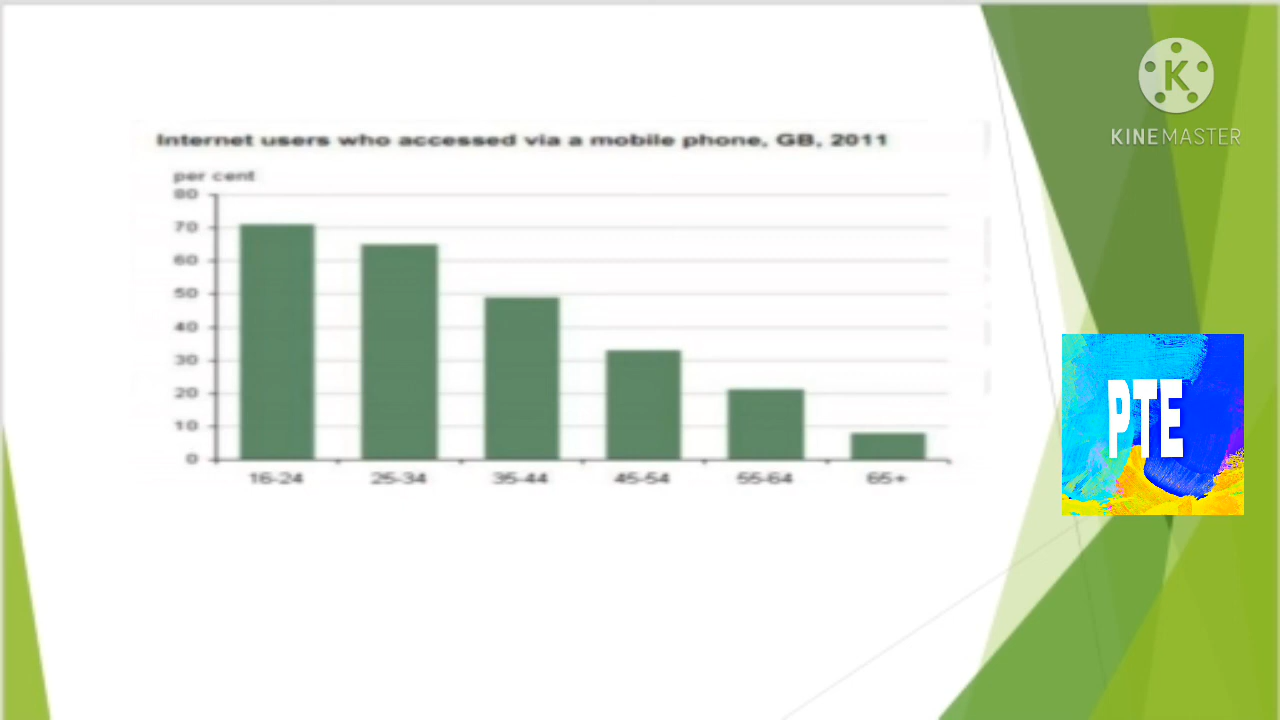 Internet users who accessed via a mobile phone, GB, 2011
per cent
80
70
60
50
40
30
20
10
0
16-24 25-34 35-44 45-54 55-64 65+
K
KINEMASTER
PTE